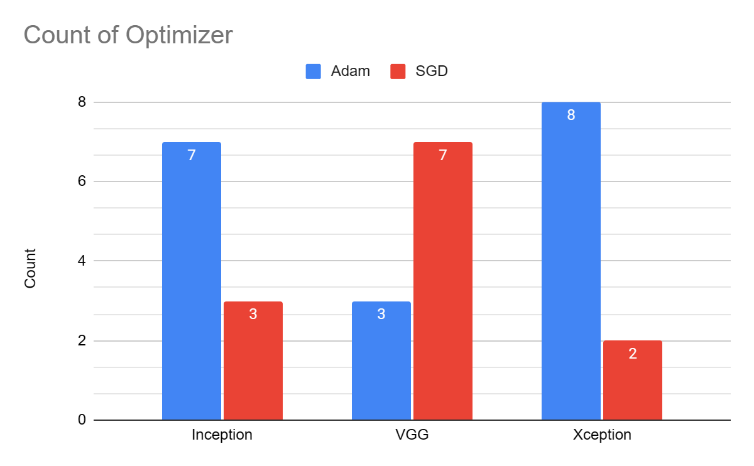 Count of Optimizer
Adam SGD
8
6
4
2
0
Count
7
3
3
7
8
2
Inception VGG Xception